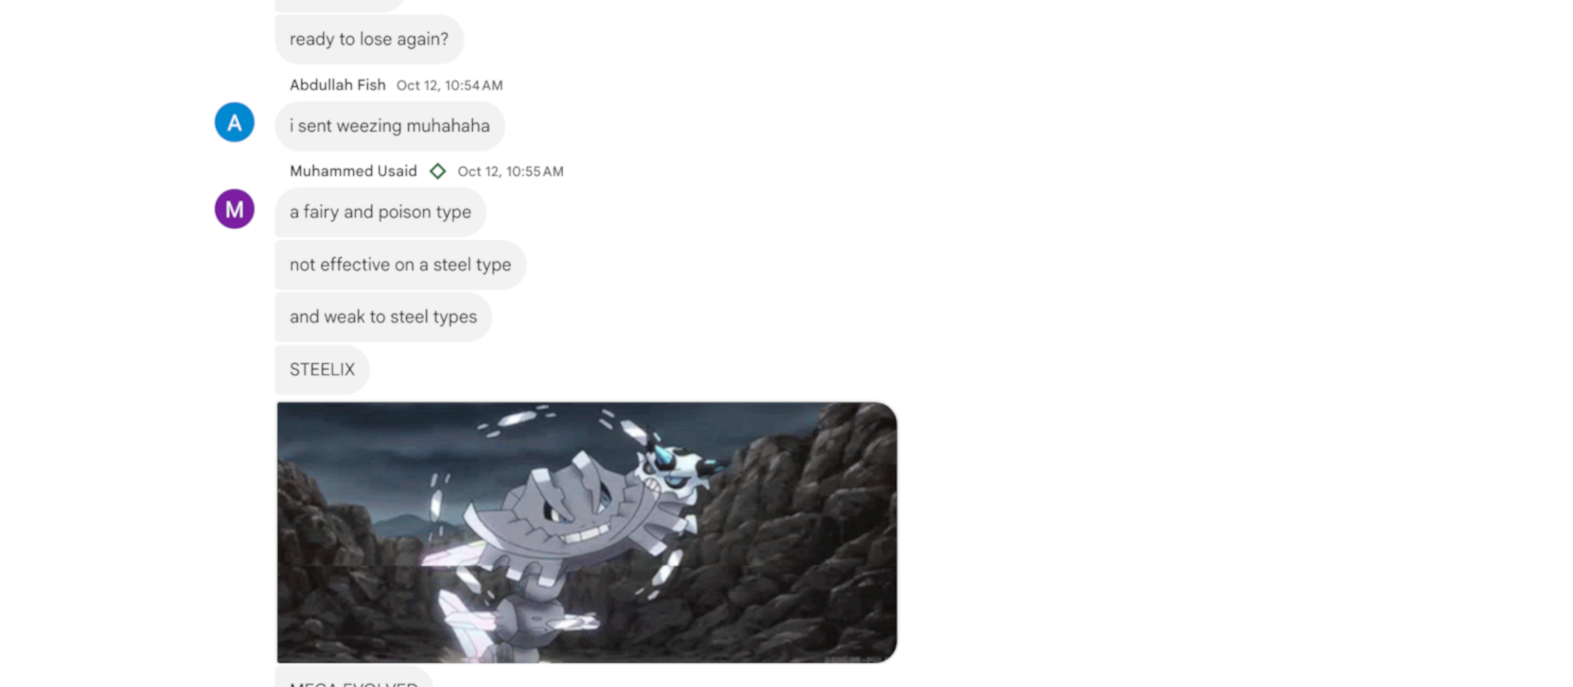 ready to lose again?
Abdullah Fish Oct 12, 10:54 AM
A
i sent weezing muhahaha
Muhammed Usaid Oct 12, 10:55 AM
M
a fairy and poison type
not effective on a steel type
and weak to steel types
STEELIX
MEGA EVOLVED